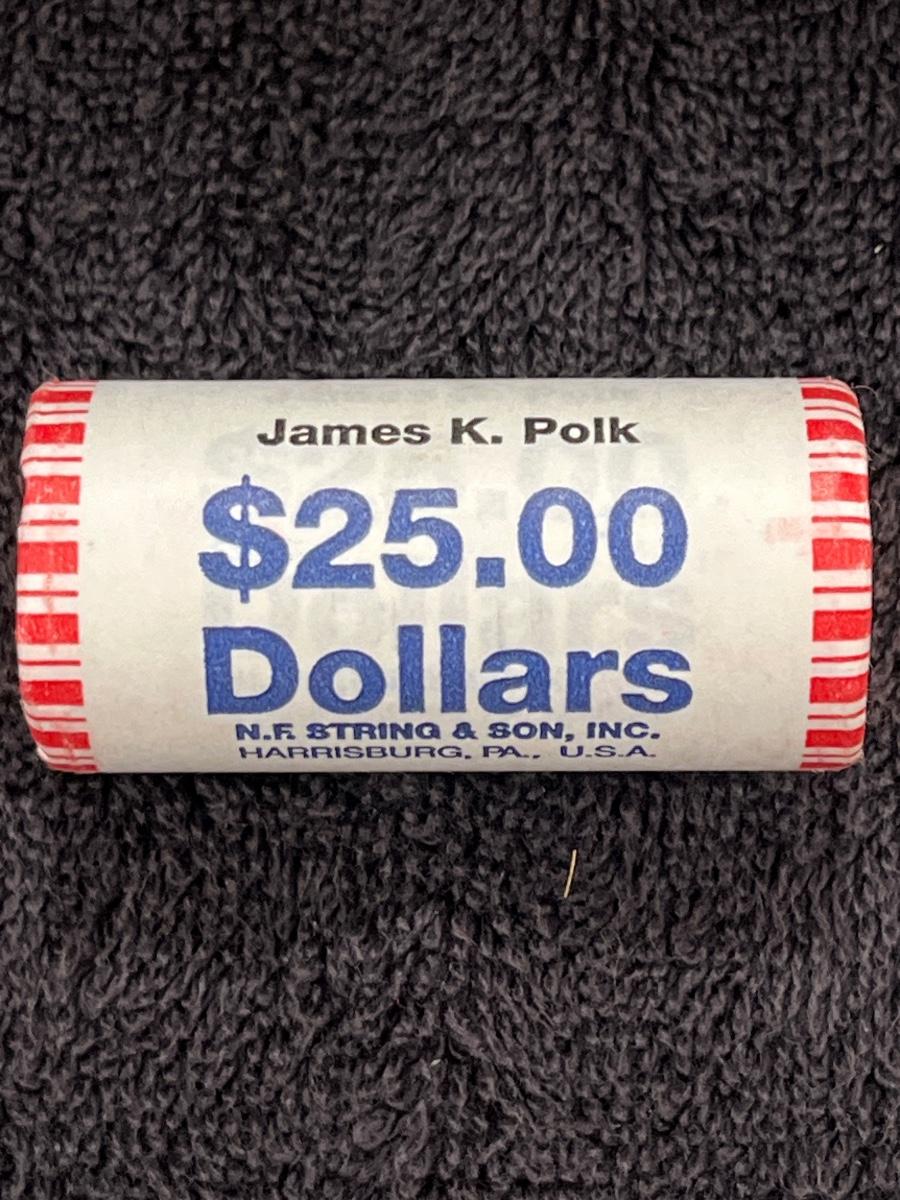 James K. Polk
$25.00
Dollars
N.F. STRING & SON, INC.
HARRISBURG, PA., U.S.A.